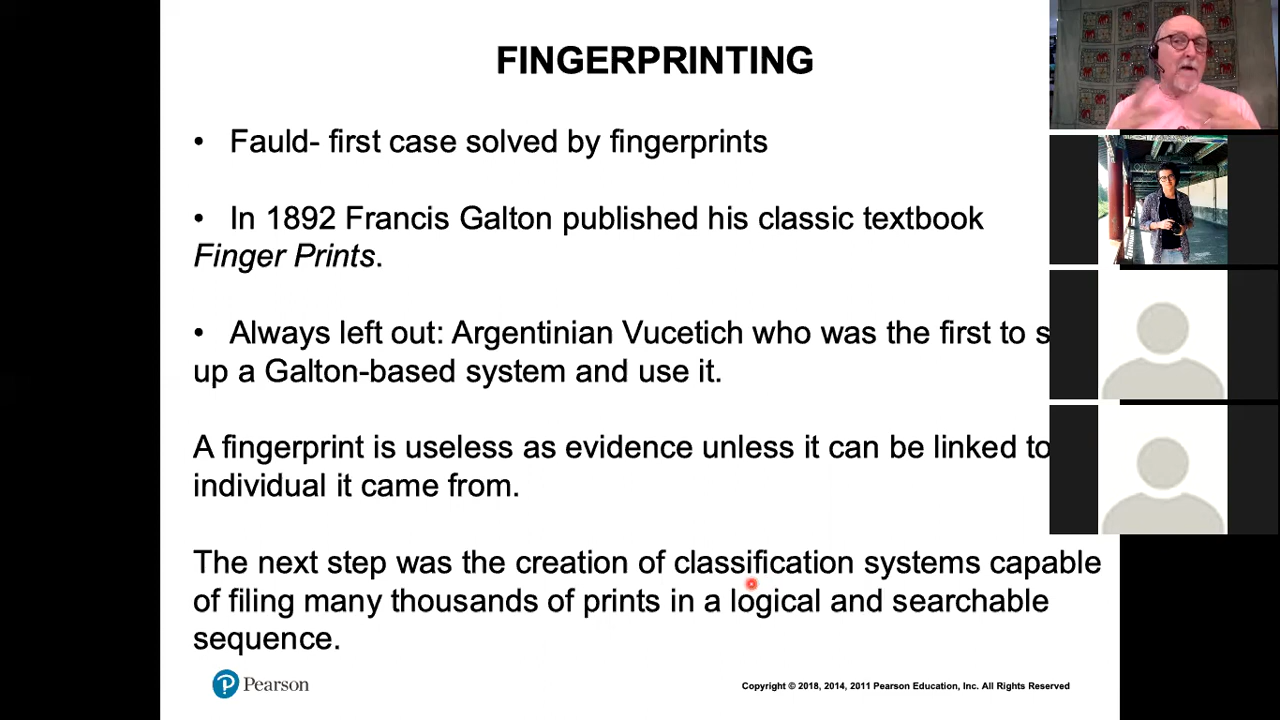 FINGERPRINTING
• Fauld- first case solved by fingerprints
• In 1892 Francis Galton published his classic textbook
Finger Prints.
• Always left out: Argentinian Vucetich who was the first to s
up a Galton-based system and use it.
A fingerprint is useless as evidence unless it can be linked to
individual it came from.
The next step was the creation of classification systems capable
of filing many thousands of prints in a logical and searchable
sequence.
Pearson
Copyright © 2018, 2014, 2011 Pearson Education, Inc. All Rights Reserved